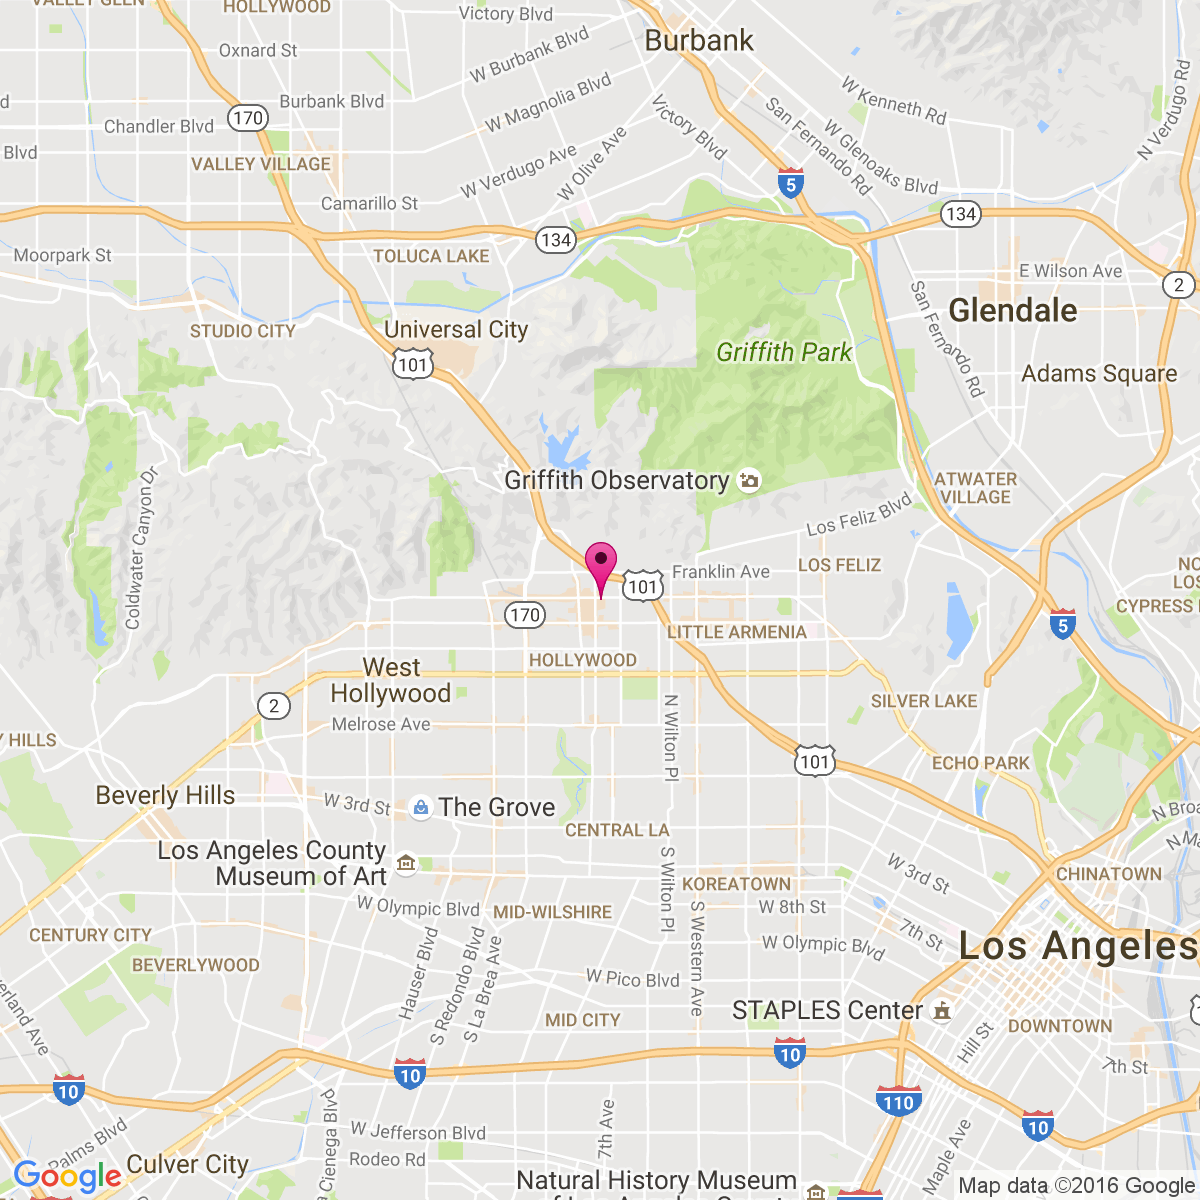 VALLEY GLEN
HOLLYWOOD
Victory Blvd
Burbank
Oxnard St
W Burbank Blvd
Burbank Blvd
W Magnolia Blvd
Victory Blvd
W Kenneth Rd
N Verdugo Rd
170
Chandler Blvd
San Fernando Rd
W Glenoaks Blvd
Blvd
VALLEY VILLAGE
W Verdugo Ave
W Olive Ave
5
Camarillo St
134
134
Moorpark St
TOLUCA LAKE
E Wilson Ave
2
San Fernando Rd
Glendale
STUDIO CITY
Universal City
101
Griffith Park
Adams Square
Coldwater Canyon Dr
Griffith Observatory
ATWATER
VILLAGE
Los Feliz Blvd
LOS FELIZ
Franklin Ave
101
170
CYPRESS
5
LITTLE ARMENIA
HOLLYWOOD
West
Hollywood
2
Melrose Ave
N Wilton Pl
SILVER LAKE
Y HILLS
101
ECHO PARK
Beverly Hills
W 3rd St
The Grove
CENTRAL LA
Los Angeles County
Museum of Art
S Wilton Pl
W 3rd St
CHINATOWN
KOREATOWN
W Olympic Blvd
MID-WILSHIRE
W 8th St
7th St
CENTURY CITY
Hauser Blvd
S Redondo Blvd
S La Brea Ave
S Western Ave
W Olympic Blvd
Los Angeles
BEVERLYWOOD
W Pico Blvd
STAPLES Center
MID CITY
Hill St
DOWNTOWN
10
10
10
7th St
110
10
7th Ave
W Jefferson Blvd
Maple Ave
Palms Blvd
Culver City
Rodeo Rd
Natural History Museum
Google
Map data ©2016 Google